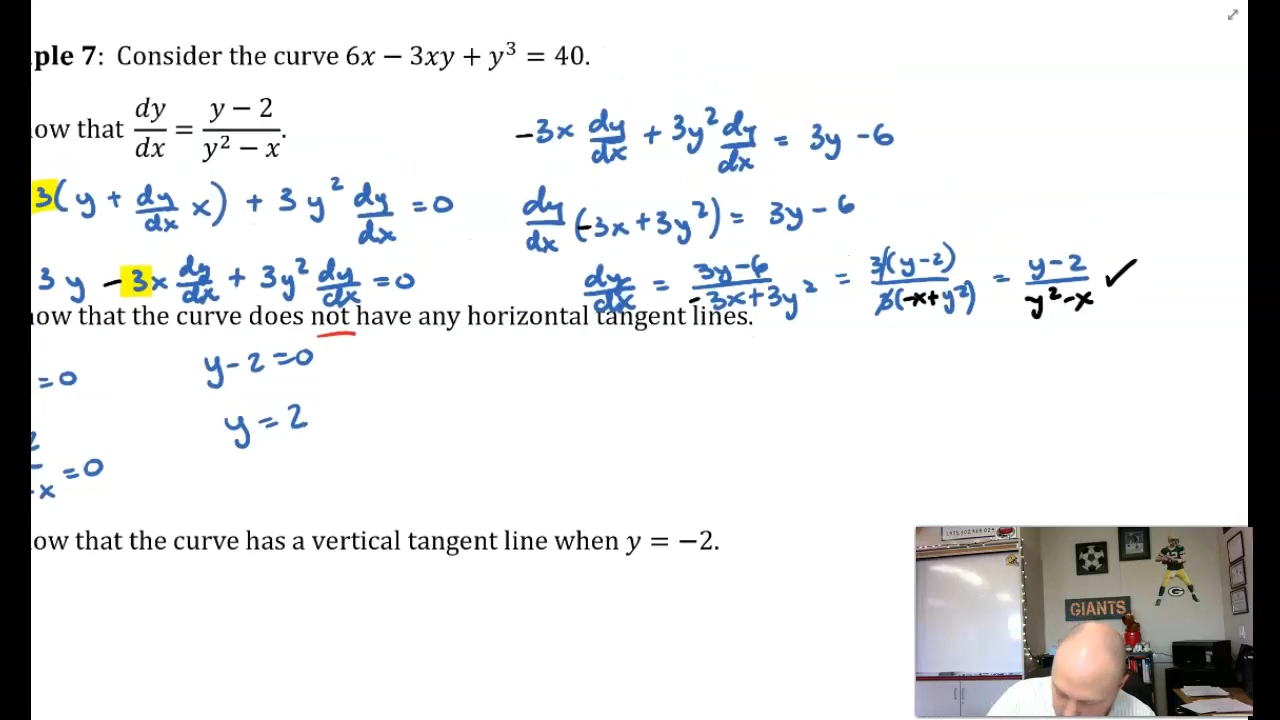 ple 7: Consider the curve 6x − 3xy + y³ = 40.
ow that dy/dx = (y − 2)/(y² − x).
-3x dy/dx + 3y² dy/dx = 3y - 6
3(y + dy/dx x) + 3y² dy/dx = 0
dy/dx (-3x + 3y²) = 3y - 6
3y - 3x dy/dx + 3y² dy/dx = 0
dy/dx = (3y-6)/(-3x+3y²) = 3(y-2)/3(-x+y²) = (y-2)/(y²-x) ✓
how that the curve does not have any horizontal tangent lines.
= 0
y - 2 = 0
y = 2
-x = 0
ow that the curve has a vertical tangent line when y = −2.
GIANTS
G